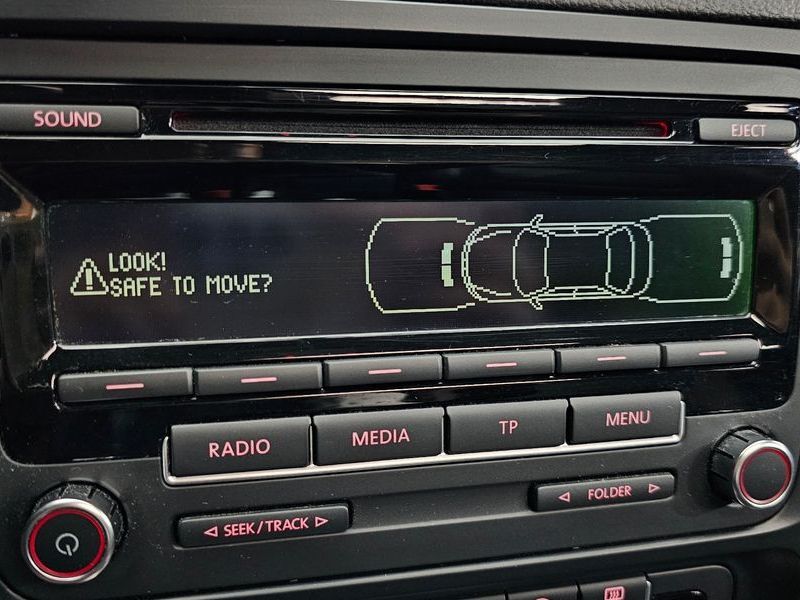 SOUND
EJECT
LOOK!
SAFE TO MOVE?
RADIO
MEDIA
TP
MENU
SEEK/TRACK
FOLDER